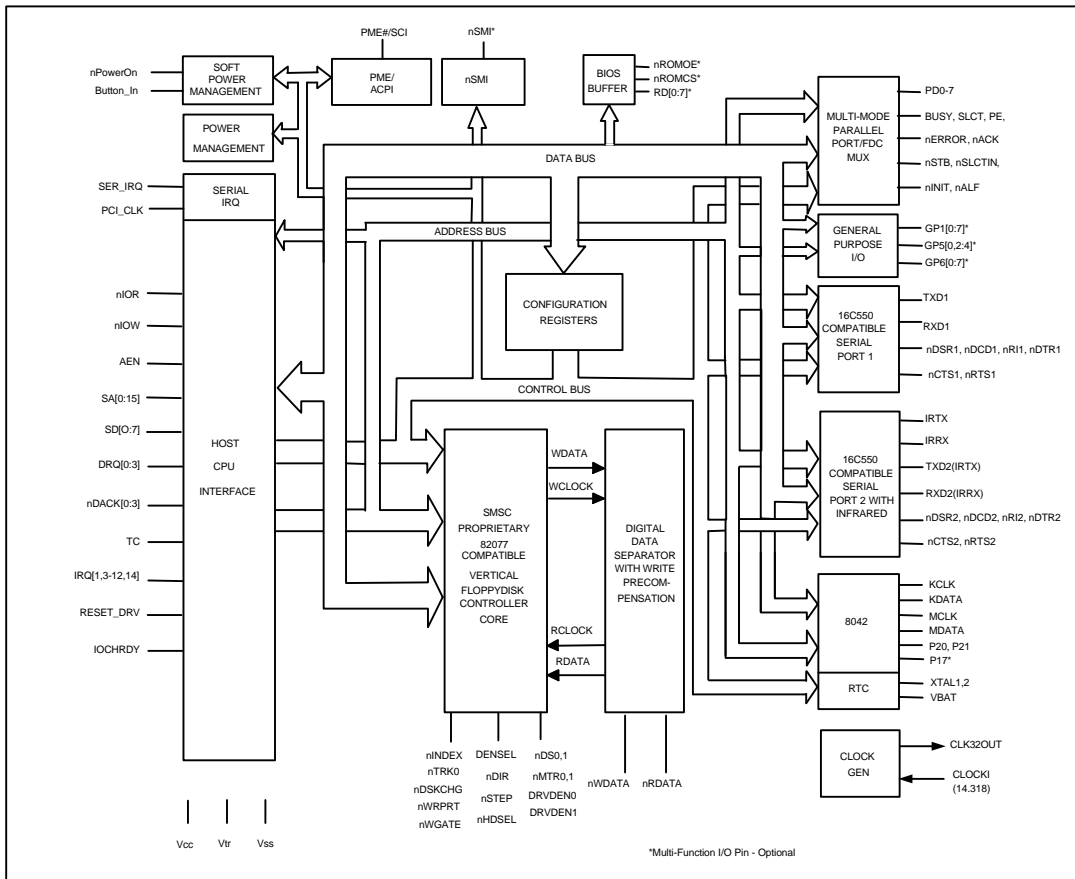 PME#/SCI
nSMI*
nPowerOn
Button_In
SOFT
POWER
MANAGEMENT
PME/
ACPI
nSMI
BIOS
BUFFER
nROMOE*
nROMCS*
RD[0:7]*
POWER
MANAGEMENT
MULTI-MODE
PARALLEL
PORT/FDC
MUX
PD0-7
BUSY, SLCT, PE,
nERROR, nACK
nSTB, nSLCTIN,
nINIT, nALF
DATA BUS
SER_IRQ
PCI_CLK
SERIAL
IRQ
ADDRESS BUS
GENERAL
PURPOSE
I/O
GP1[0:7]*
GP5[0,2:4]*
GP6[0:7]*
nIOR
nIOW
AEN
SA[0:15]
SD[O:7]
DRQ[0:3]
nDACK[0:3]
TC
IRQ[1,3-12,14]
RESET_DRV
IOCHRDY
HOST
CPU
INTERFACE
CONFIGURATION
REGISTERS
CONTROL BUS
16C550
COMPATIBLE
SERIAL
PORT 1
TXD1
RXD1
nDSR1, nDCD1, nRI1, nDTR1
nCTS1, nRTS1
SMSC
PROPRIETARY
82077
COMPATIBLE
VERTICAL
FLOPPYDISK
CONTROLLER
CORE
WDATA
WCLOCK
RCLOCK
RDATA
DIGITAL
DATA
SEPARATOR
WITH WRITE
PRECOM-
PENSATION
16C550
COMPATIBLE
SERIAL
PORT 2 WITH
INFRARED
IRTX
IRRX
TXD2(IRTX)
RXD2(IRRX)
nDSR2, nDCD2, nRI2, nDTR2
nCTS2, nRTS2
8042
KCLK
KDATA
MCLK
MDATA
P20, P21
P17*
RTC
XTAL1,2
VBAT
CLOCK
GEN
CLK32OUT
CLOCKI
(14.318)
nINDEX
nTRK0
nDSKCHG
nWRPRT
nWGATE
DENSEL
nDIR
nSTEP
nHDSEL
nDS0,1
nMTR0,1
DRVDEN0
DRVDEN1
nWDATA
nRDATA
Vcc
Vtr
Vss
*Multi-Function I/O Pin - Optional